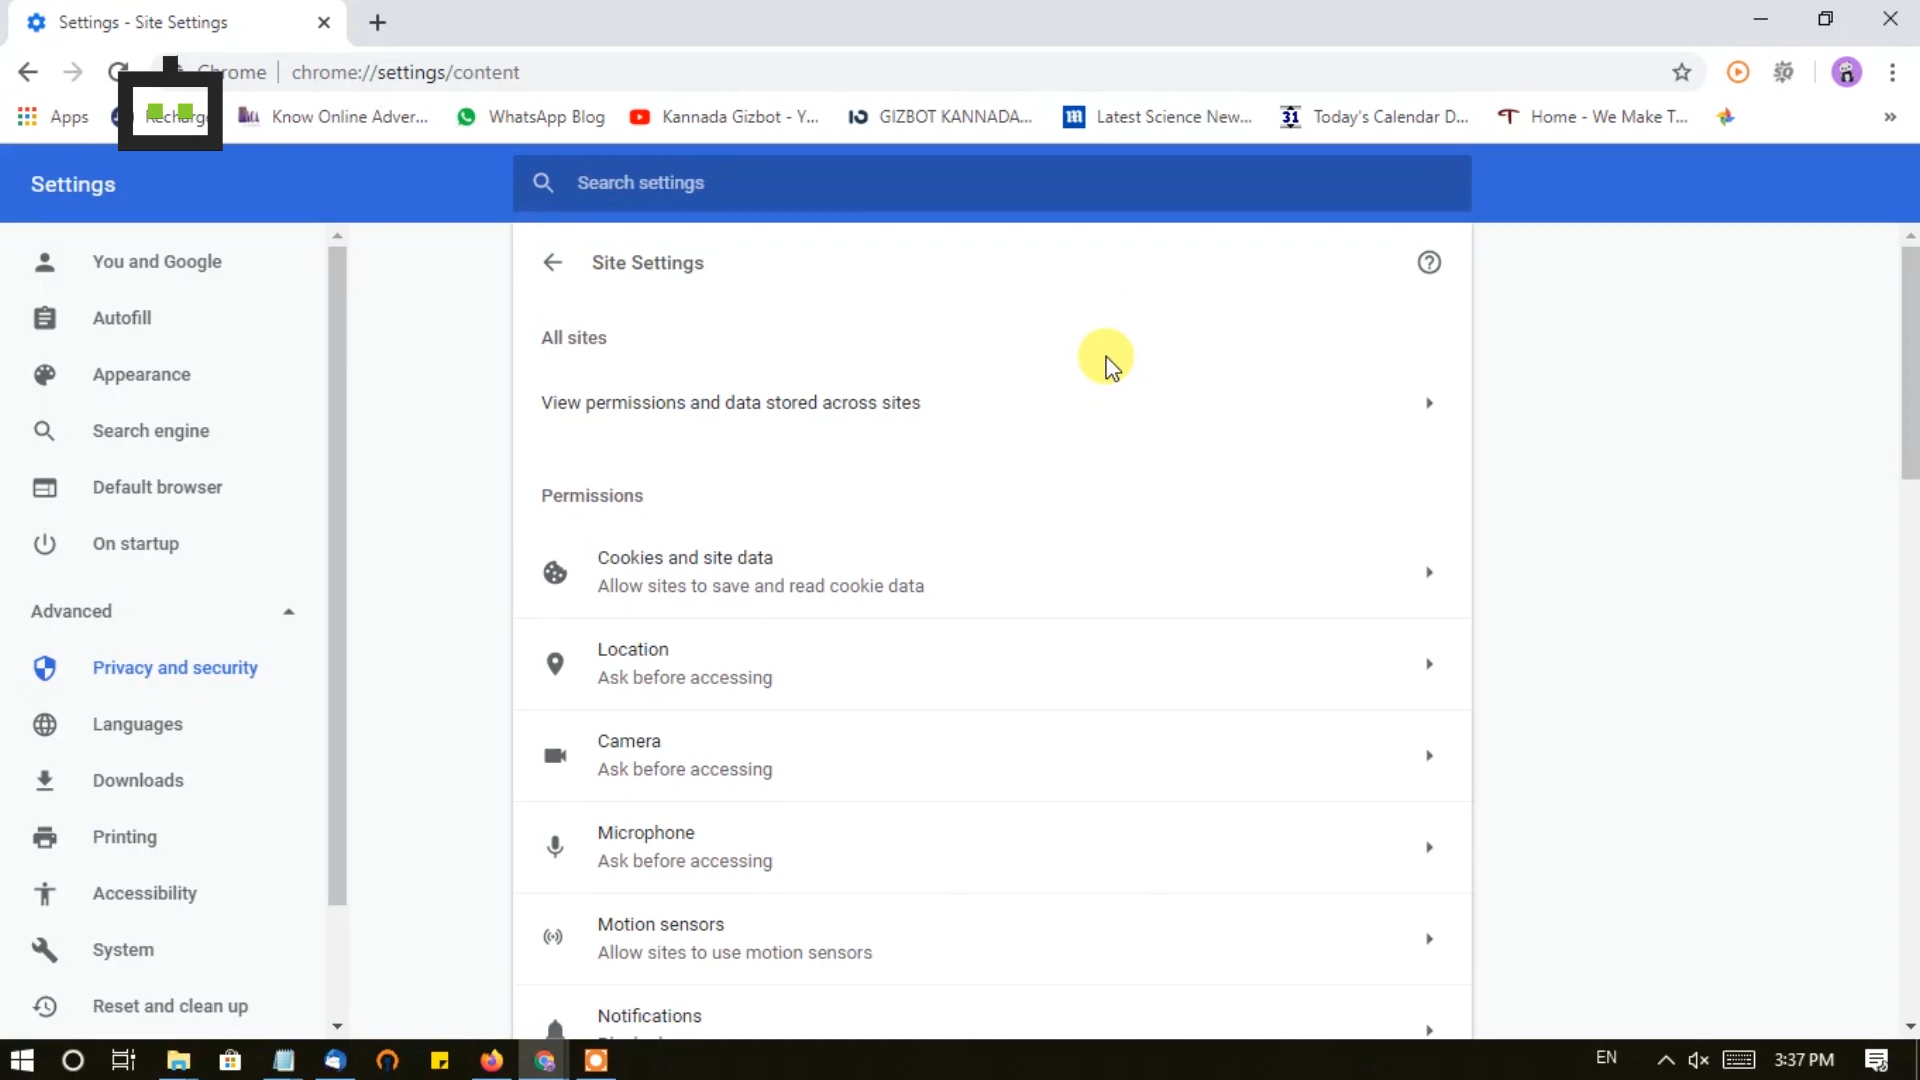 Settings - Site Settings
Chrome
chrome://settings/content
Apps
Know Online Adver...
WhatsApp Blog
Kannada Gizbot - Y...
GIZBOT KANNADA...
Latest Science New...
31
Today's Calendar D...
Home - We Make T...
Settings
Search settings
You and Google
Autofill
Appearance
Search engine
Default browser
On startup
Advanced
Privacy and security
Languages
Downloads
Printing
Accessibility
System
Reset and clean up
Site Settings
All sites
View permissions and data stored across sites
Permissions
Cookies and site data
Allow sites to save and read cookie data
Location
Ask before accessing
Camera
Ask before accessing
Microphone
Ask before accessing
Motion sensors
Allow sites to use motion sensors
Notifications
EN
3:37 PM